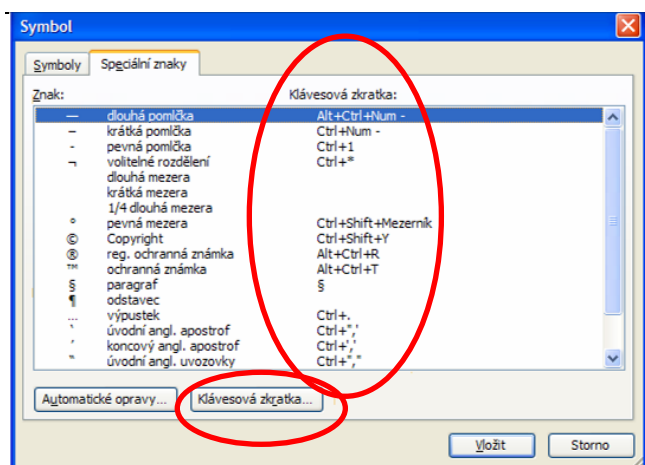 Symbol
Symboly Speciální znaky
Znak: Klávesová zkratka:
— dlouhá pomlčka Alt+Ctrl+Num -
– krátká pomlčka Ctrl+Num -
- pevná pomlčka Ctrl+1
¬ volitelné rozdělení Ctrl+*
dlouhá mezera
krátká mezera
1/4 dlouhá mezera
° pevná mezera Ctrl+Shift+Mezerník
© Copyright Ctrl+Shift+Y
® reg. ochranná známka Alt+Ctrl+R
™ ochranná známka Alt+Ctrl+T
§ paragraf §
¶ odstavec
... výpustek Ctrl+.
‘ úvodní angl. apostrof Ctrl+",'
’ koncový angl. apostrof Ctrl+','
“ úvodní angl. uvozovky Ctrl+","
Automatické opravy... Klávesová zkratka...
Vložit Storno